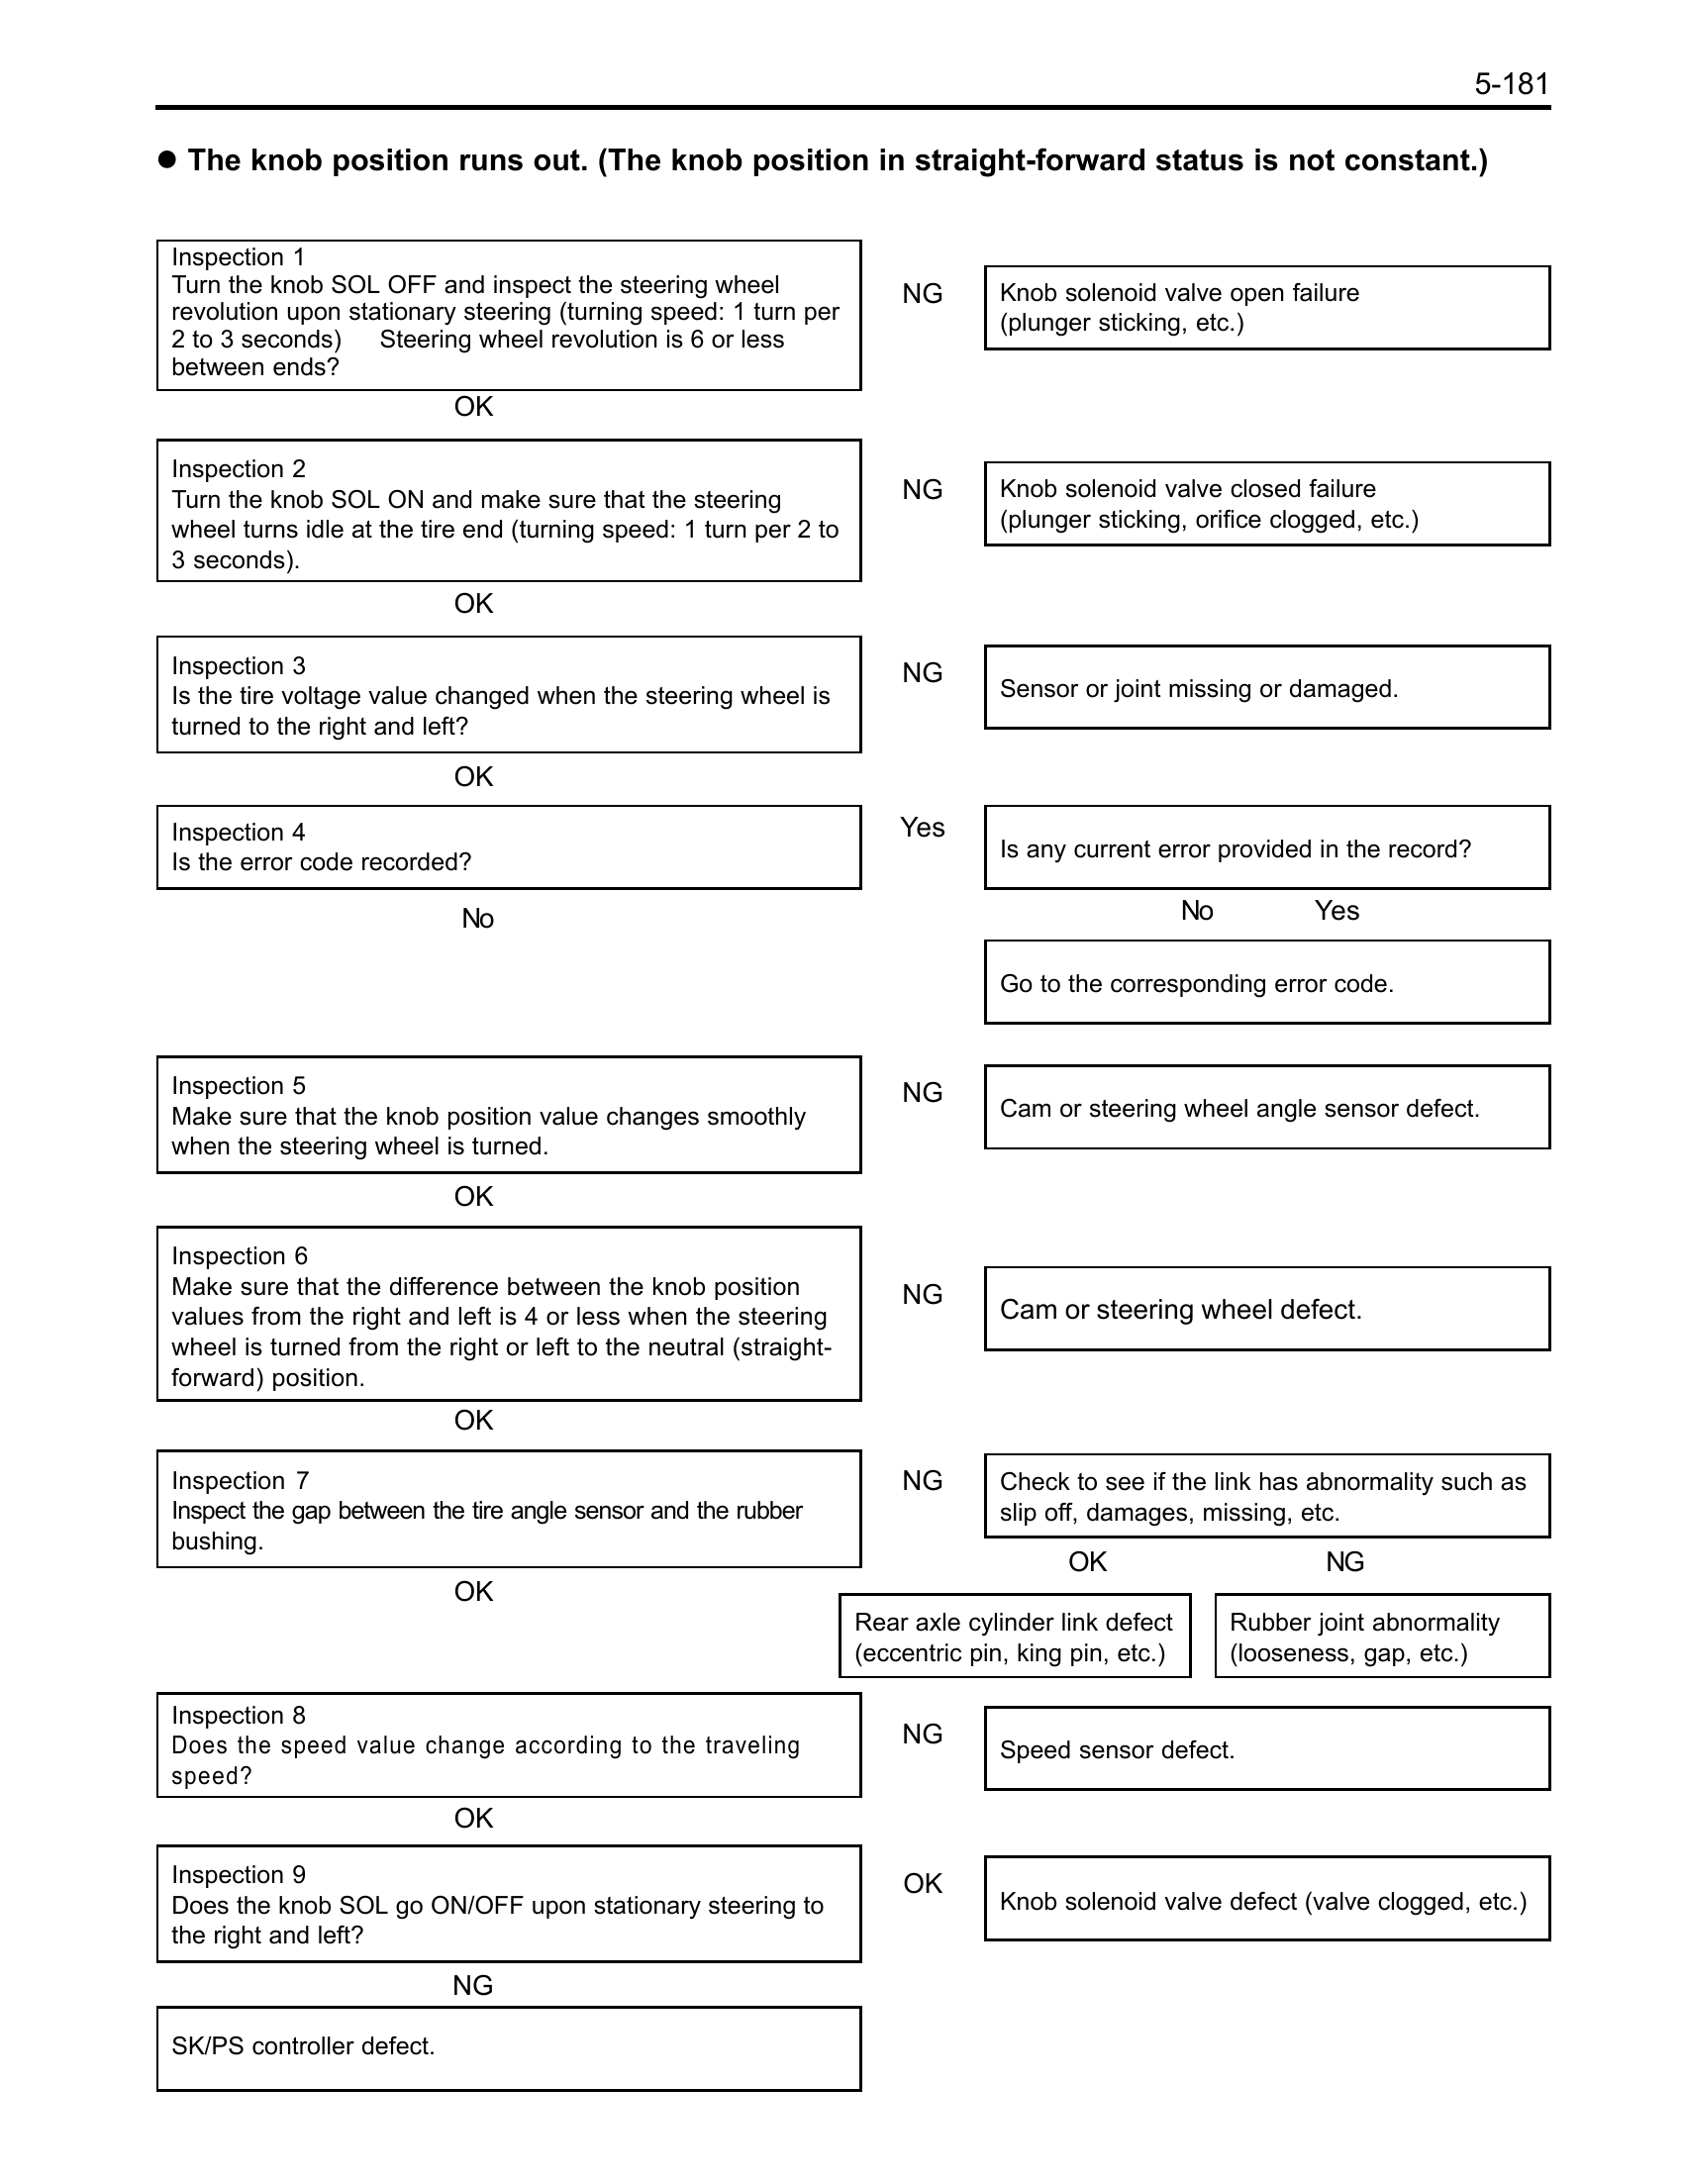 5-181
● The knob position runs out. (The knob position in straight-forward status is not constant.)
Inspection 1
Turn the knob SOL OFF and inspect the steering wheel
revolution upon stationary steering (turning speed: 1 turn per
2 to 3 seconds) Steering wheel revolution is 6 or less
between ends?
NG
Knob solenoid valve open failure
(plunger sticking, etc.)
OK
Inspection 2
Turn the knob SOL ON and make sure that the steering
wheel turns idle at the tire end (turning speed: 1 turn per 2 to
3 seconds).
NG
Knob solenoid valve closed failure
(plunger sticking, orifice clogged, etc.)
OK
Inspection 3
Is the tire voltage value changed when the steering wheel is
turned to the right and left?
NG
Sensor or joint missing or damaged.
OK
Inspection 4
Is the error code recorded?
Yes
Is any current error provided in the record?
No
No Yes
Go to the corresponding error code.
Inspection 5
Make sure that the knob position value changes smoothly
when the steering wheel is turned.
NG
Cam or steering wheel angle sensor defect.
OK
Inspection 6
Make sure that the difference between the knob position
values from the right and left is 4 or less when the steering
wheel is turned from the right or left to the neutral (straight-
forward) position.
NG
Cam or steering wheel defect.
OK
Inspection 7
Inspect the gap between the tire angle sensor and the rubber
bushing.
NG
Check to see if the link has abnormality such as
slip off, damages, missing, etc.
OK
OK NG
Rear axle cylinder link defect
(eccentric pin, king pin, etc.)
Rubber joint abnormality
(looseness, gap, etc.)
Inspection 8
Does the speed value change according to the traveling
speed?
NG
Speed sensor defect.
OK
Inspection 9
Does the knob SOL go ON/OFF upon stationary steering to
the right and left?
OK
Knob solenoid valve defect (valve clogged, etc.)
NG
SK/PS controller defect.